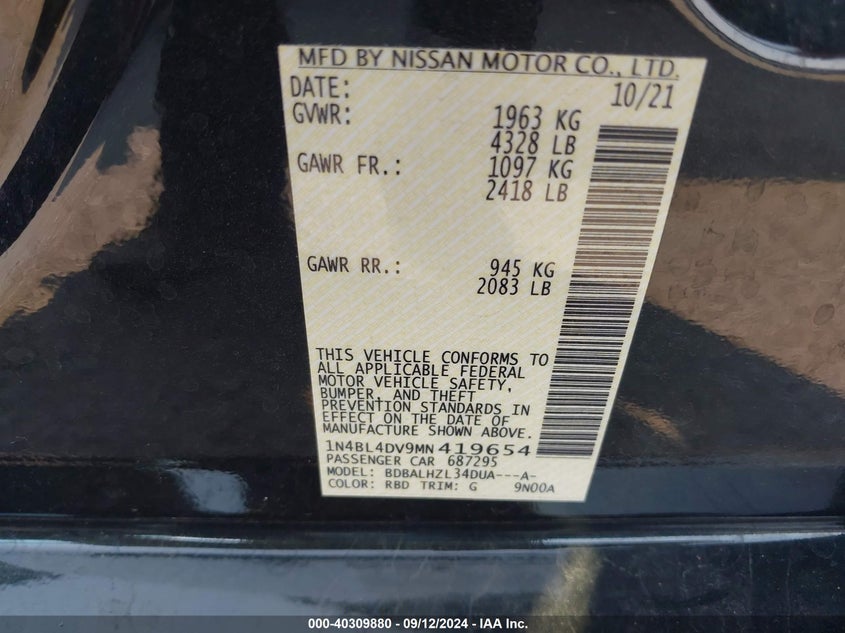 MFD BY NISSAN MOTOR CO., LTD.
DATE: 10/21
GVWR: 1963 KG
4328 LB
GAWR FR.: 1097 KG
2418 LB
GAWR RR.: 945 KG
2083 LB
THIS VEHICLE CONFORMS TO
ALL APPLICABLE FEDERAL
MOTOR VEHICLE SAFETY,
BUMPER, AND THEFT
PREVENTION STANDARDS IN
EFFECT ON THE DATE OF
MANUFACTURE SHOWN ABOVE.
1N4BL4DV9MN419654
PASSENGER CAR 687295
MODEL: BDBALHZL34DUA---A-
COLOR: RBD TRIM: G 9N00A
000-40309880 - 09/12/2024 - IAA Inc.